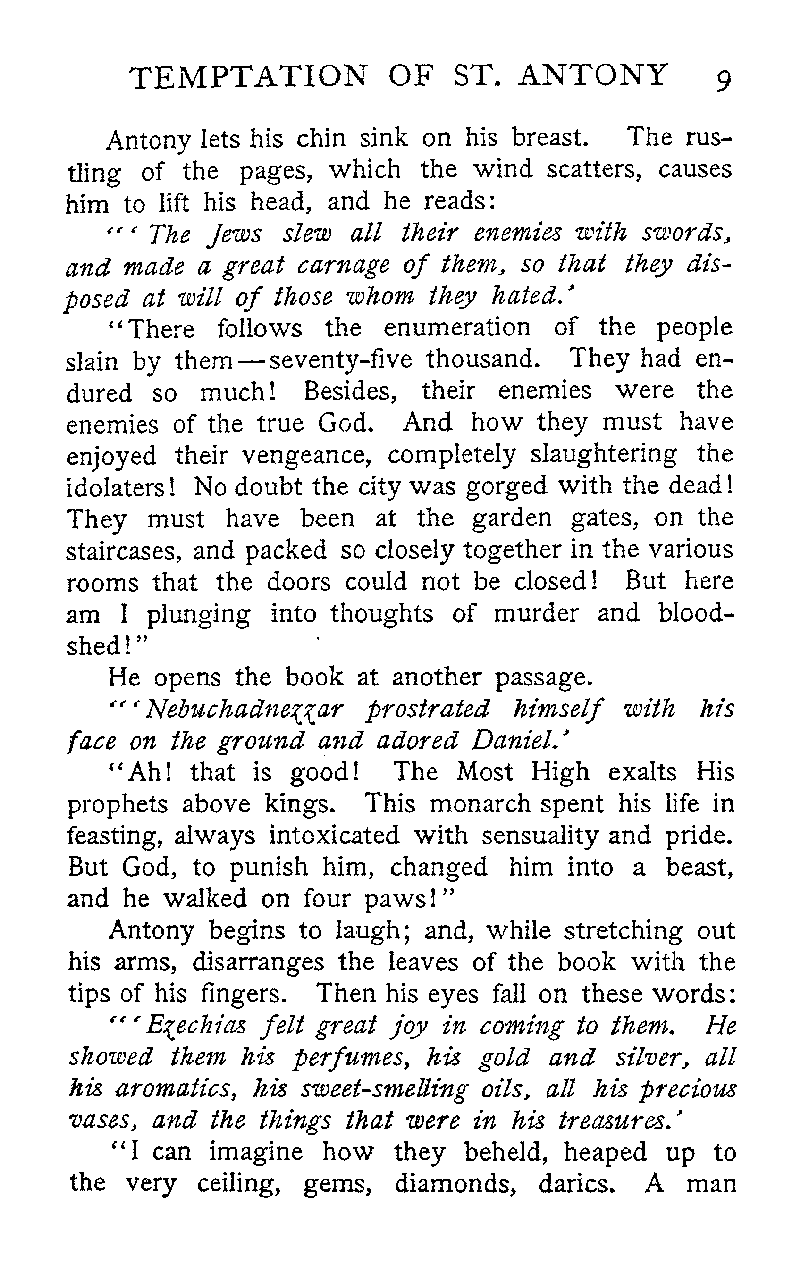 TEMPTATION OF ST. ANTONY 9
Antony lets his chin sink on his breast. The rus-
tling of the pages, which the wind scatters, causes
him to lift his head, and he reads:
"'The Jews slew all their enemies with swords,
and made a great carnage of them, so that they dis-
posed at will of those whom they hated.'
"There follows the enumeration of the people
slain by them—seventy-five thousand. They had en-
dured so much! Besides, their enemies were the
enemies of the true God. And how they must have
enjoyed their vengeance, completely slaughtering the
idolaters! No doubt the city was gorged with the dead!
They must have been at the garden gates, on the
staircases, and packed so closely together in the various
rooms that the doors could not be closed! But here
am I plunging into thoughts of murder and blood-
shed!"
He opens the book at another passage.
"'Nebuchadnezzar prostrated himself with his
face on the ground and adored Daniel.'
"Ah! that is good! The Most High exalts His
prophets above kings. This monarch spent his life in
feasting, always intoxicated with sensuality and pride.
But God, to punish him, changed him into a beast,
and he walked on four paws!"
Antony begins to laugh; and, while stretching out
his arms, disarranges the leaves of the book with the
tips of his fingers. Then his eyes fall on these words:
"'Ezechias felt great joy in coming to them. He
showed them his perfumes, his gold and silver, all
his aromatics, his sweet-smelling oils, all his precious
vases, and the things that were in his treasures.'
"I can imagine how they beheld, heaped up to
the very ceiling, gems, diamonds, darics. A man